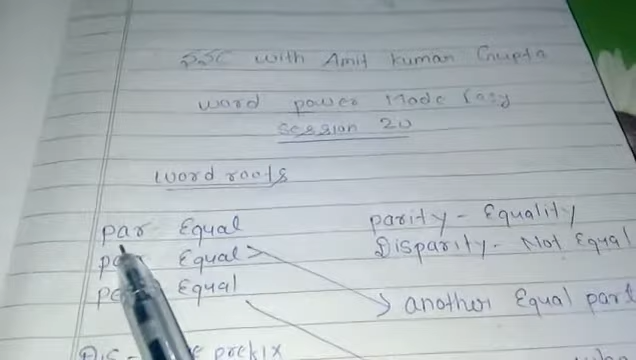 with Amit kumar Gupta
word power Made Easy
Session 20
word roots
par Equal parity - Equality
Equal Disparity - Not Equal
Equal another Equal part
prefix